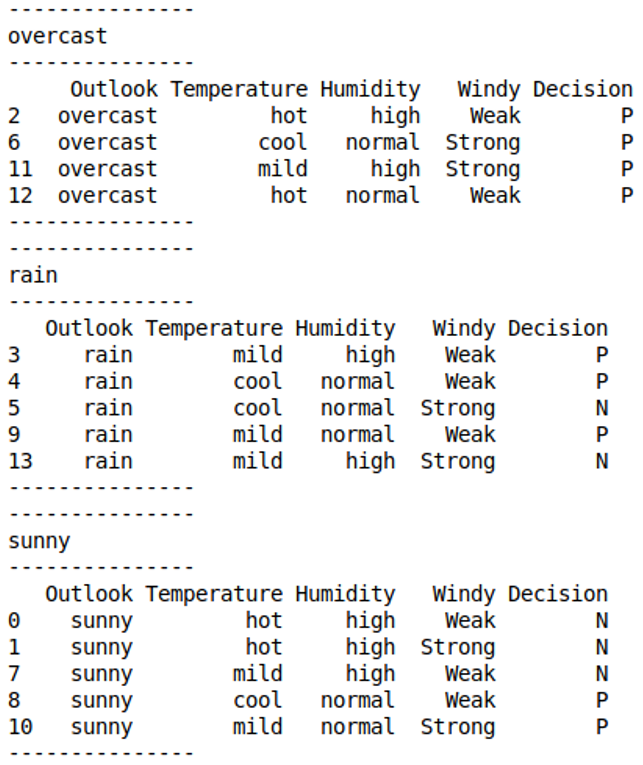 ---------------
overcast
---------------
     Outlook Temperature Humidity   Windy Decision
2   overcast         hot     high    Weak        P
6   overcast        cool   normal  Strong        P
11  overcast        mild     high  Strong        P
12  overcast         hot   normal    Weak        P
---------------
---------------
rain
---------------
   Outlook Temperature Humidity   Windy Decision
3     rain        mild     high    Weak        P
4     rain        cool   normal    Weak        P
5     rain        cool   normal  Strong        N
9     rain        mild   normal    Weak        P
13    rain        mild     high  Strong        N
---------------
---------------
sunny
---------------
   Outlook Temperature Humidity   Windy Decision
0    sunny         hot     high    Weak        N
1    sunny         hot     high  Strong        N
7    sunny        mild     high    Weak        N
8    sunny        cool   normal    Weak        P
10   sunny        mild   normal  Strong        P
---------------